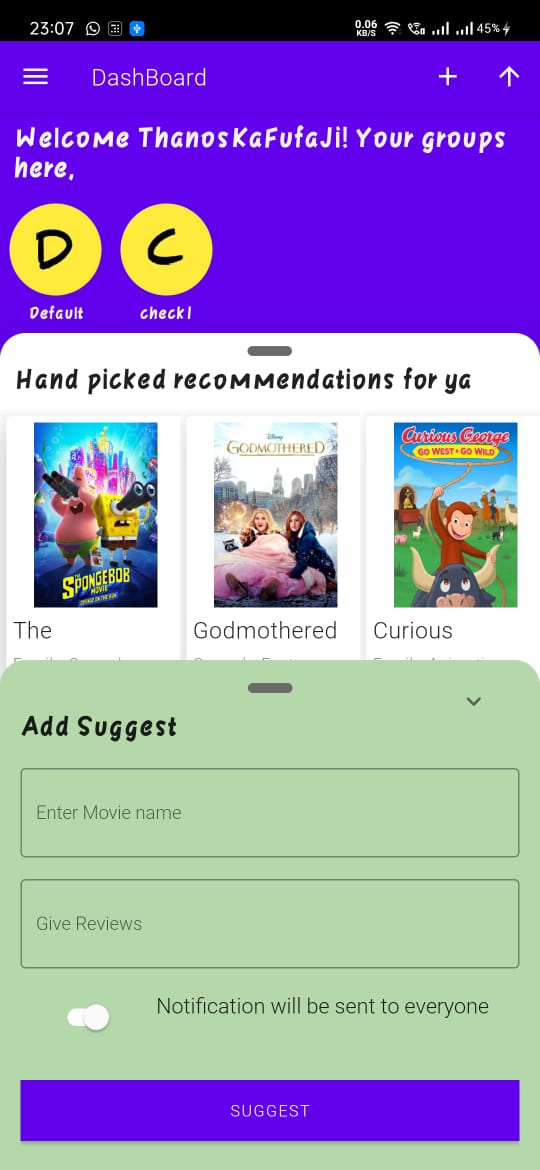 23:07
0.06
KB/S
45%
DashBoard
Welcome ThanosKaFufaJi! Your groups
here,
D
C
Default
check1
Hand picked recommendations for ya
THE
SPONGEBOB
MOVIE
SPONGE ON THE RUN
Disney
GODMOTHERED
Curious George
GO WEST • GO WILD
The
Godmothered
Curious
Add Suggest
Enter Movie name
Give Reviews
Notification will be sent to everyone
SUGGEST